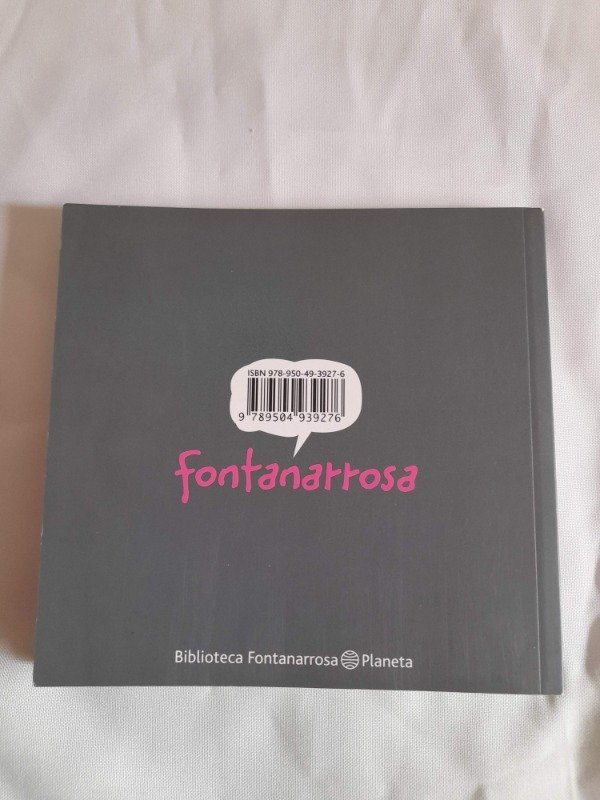 ISBN 978-950-49-3927-6
9 789504 939276
fontanarrosa
Biblioteca Fontanarrosa Planeta